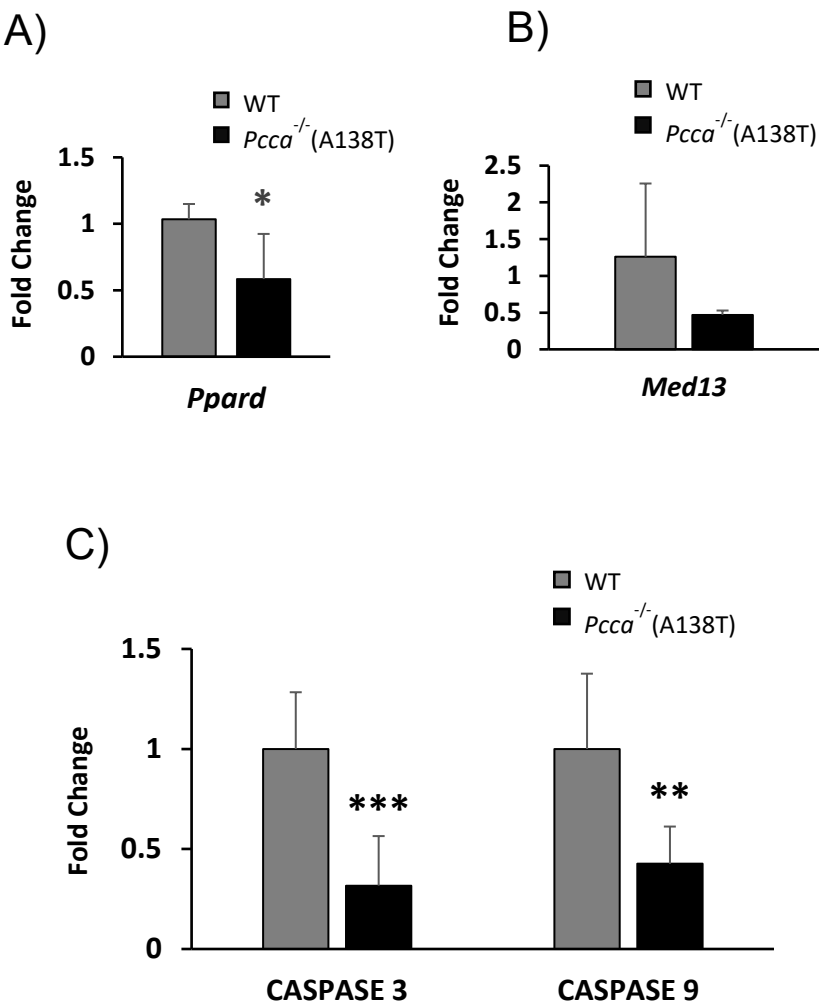 A)
WT
Pcca-/-(A138T)
*
1.5
1
0.5
0
Fold Change
Ppard
B)
WT
Pcca-/-(A138T)
2.5
2
1.5
1
0.5
0
Fold Change
Med13
C)
WT
Pcca-/-(A138T)
1.5
1
0.5
0
Fold Change
***
**
CASPASE 3 CASPASE 9